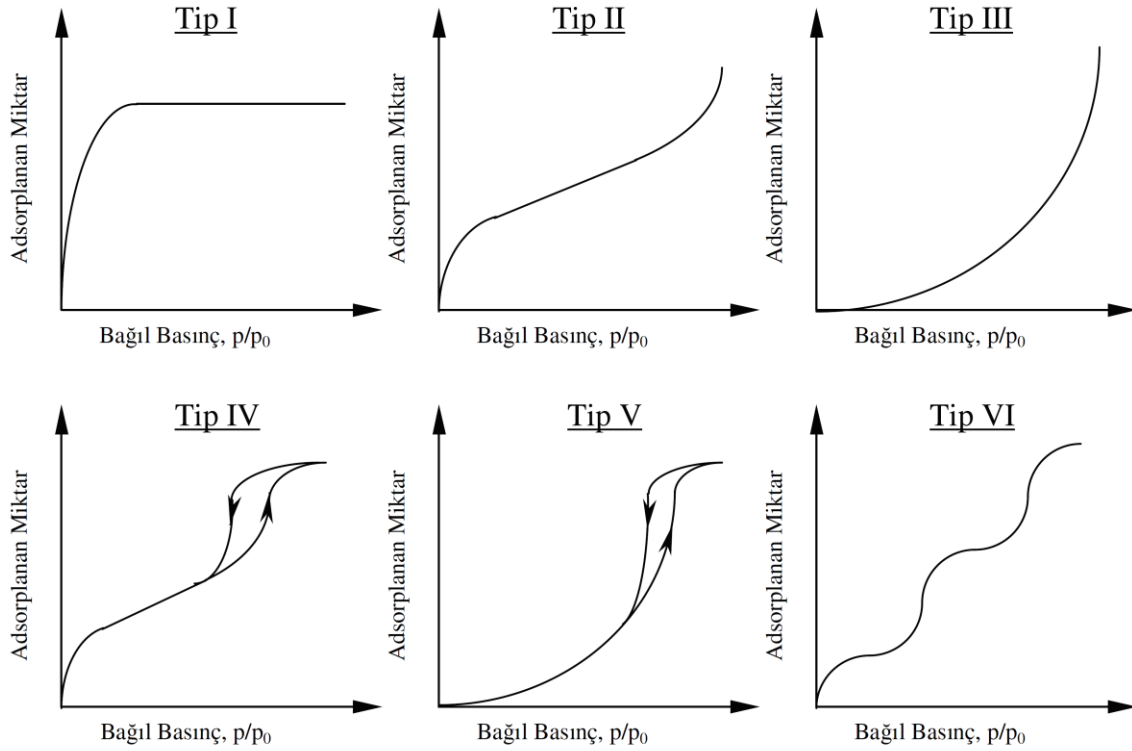 Tip I
Adsorplanan Miktar
Bağıl Basınç, p/p₀
Tip II
Adsorplanan Miktar
Bağıl Basınç, p/p₀
Tip III
Adsorplanan Miktar
Bağıl Basınç, p/p₀
Tip IV
Adsorplanan Miktar
Bağıl Basınç, p/p₀
Tip V
Adsorplanan Miktar
Bağıl Basınç, p/p₀
Tip VI
Adsorplanan Miktar
Bağıl Basınç, p/p₀